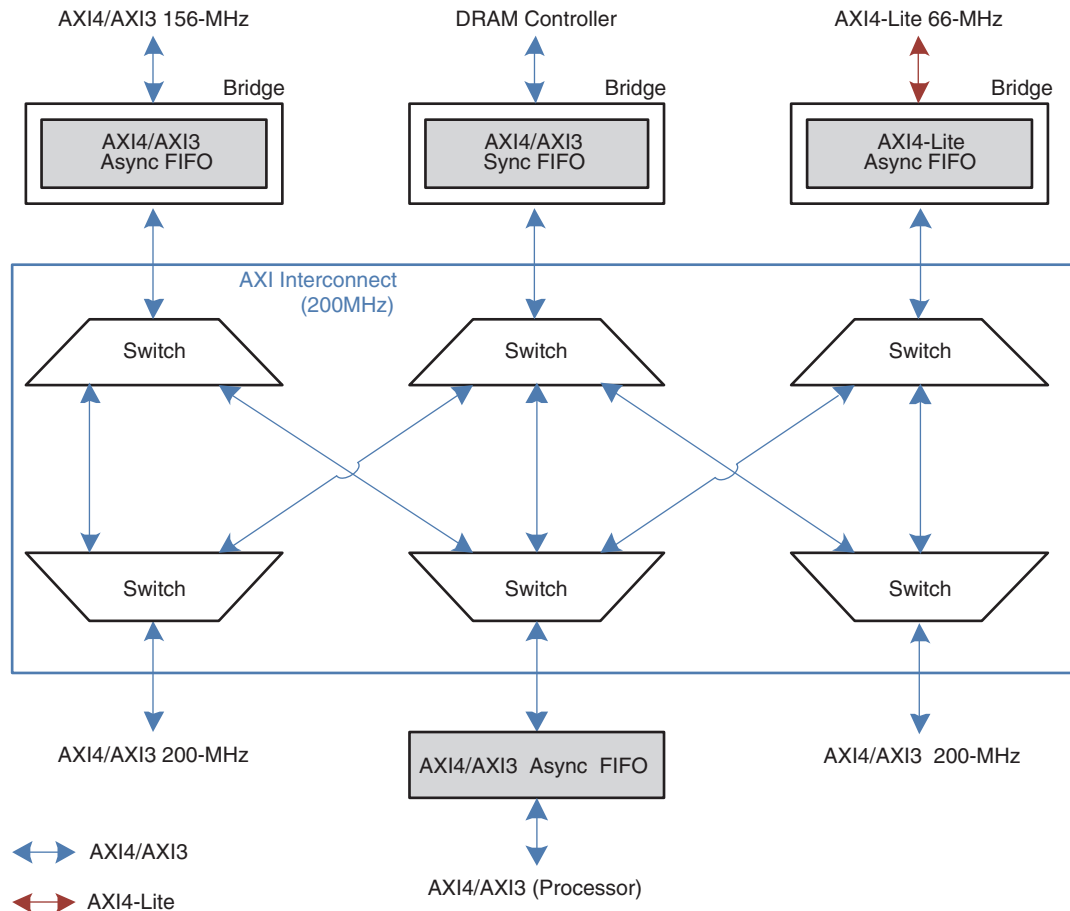 AXI4/AXI3 156-MHz
DRAM Controller
AXI4-Lite 66-MHz
Bridge
Bridge
Bridge
AXI4/AXI3
Async FIFO
AXI4/AXI3
Sync FIFO
AXI4-Lite
Async FIFO
AXI Interconnect
(200MHz)
Switch
Switch
Switch
Switch
Switch
Switch
AXI4/AXI3 200-MHz
AXI4/AXI3 Async FIFO
AXI4/AXI3 200-MHz
AXI4/AXI3
AXI4/AXI3 (Processor)
AXI4-Lite